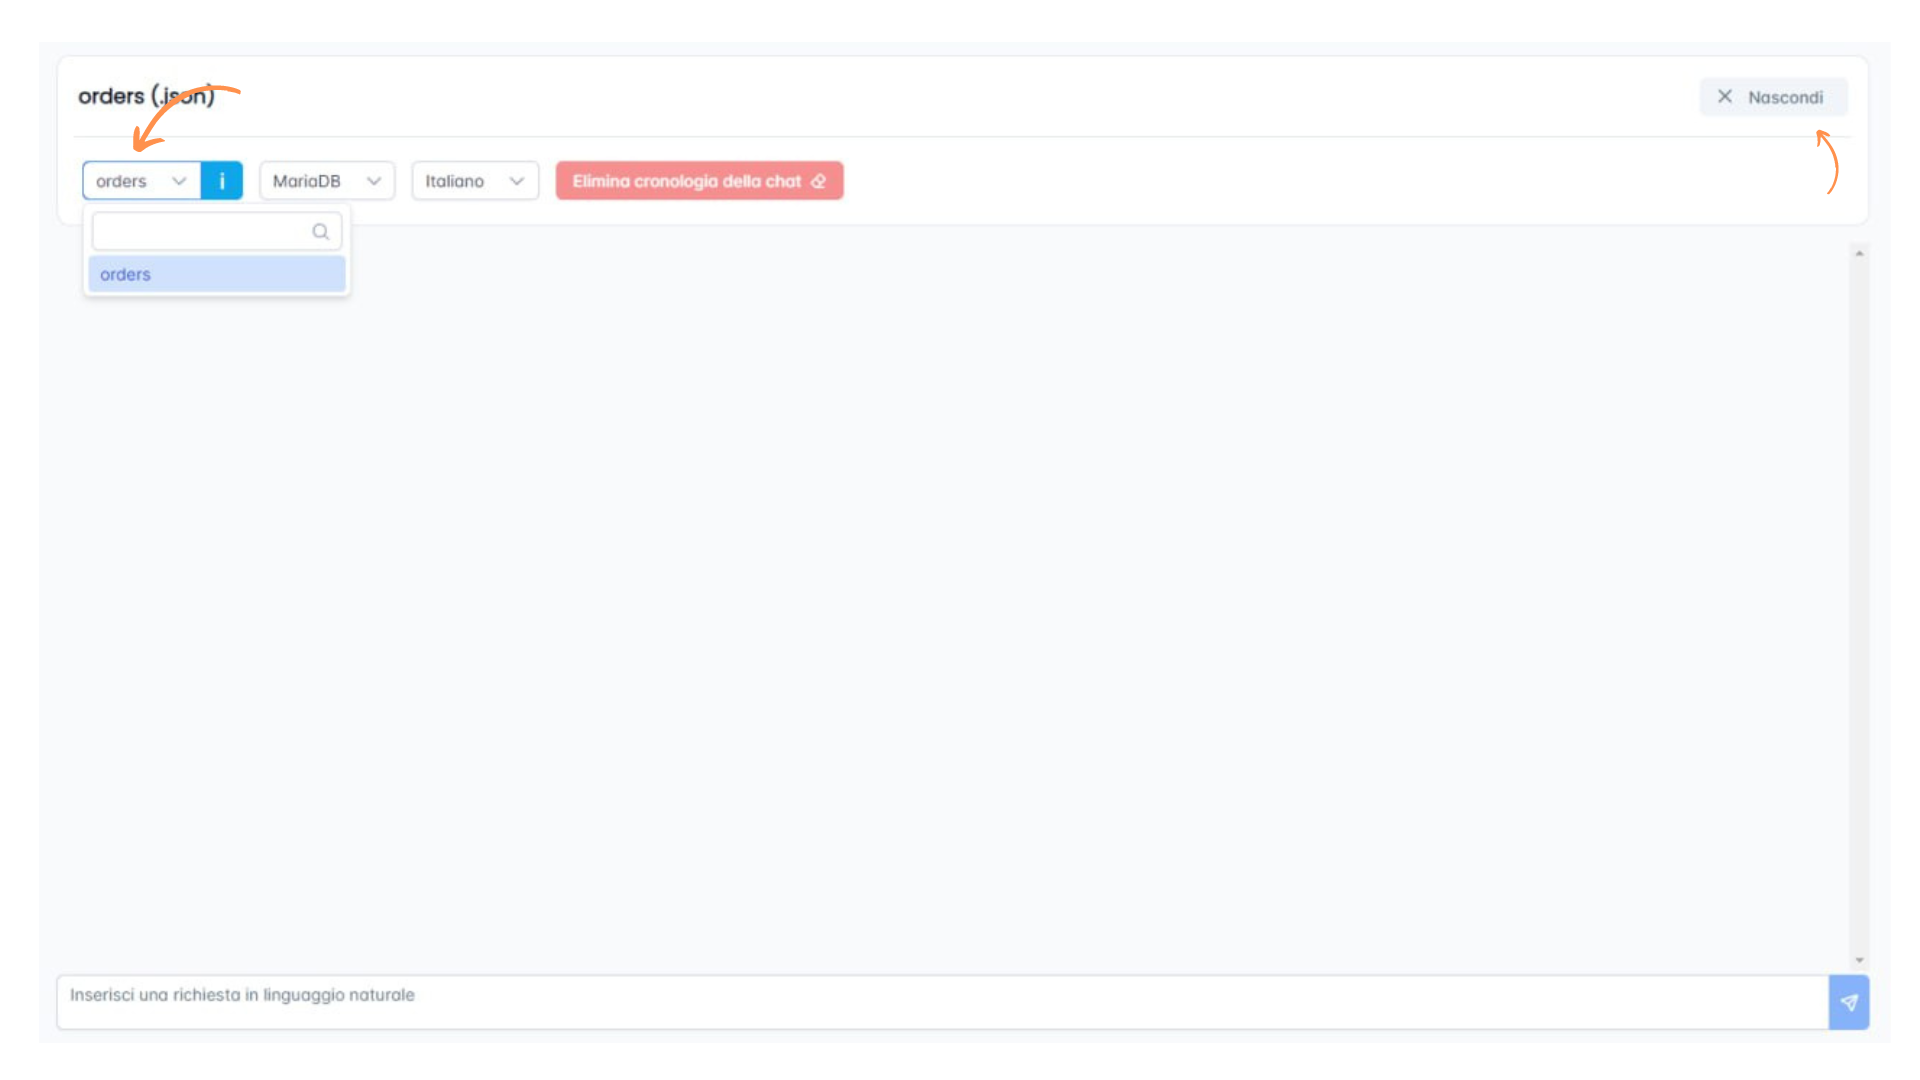 orders (.json)
Nascondi
orders
i
MariaDB
Italiano
Elimina cronologia della chat
orders
Inserisci una richiesta in linguaggio naturale